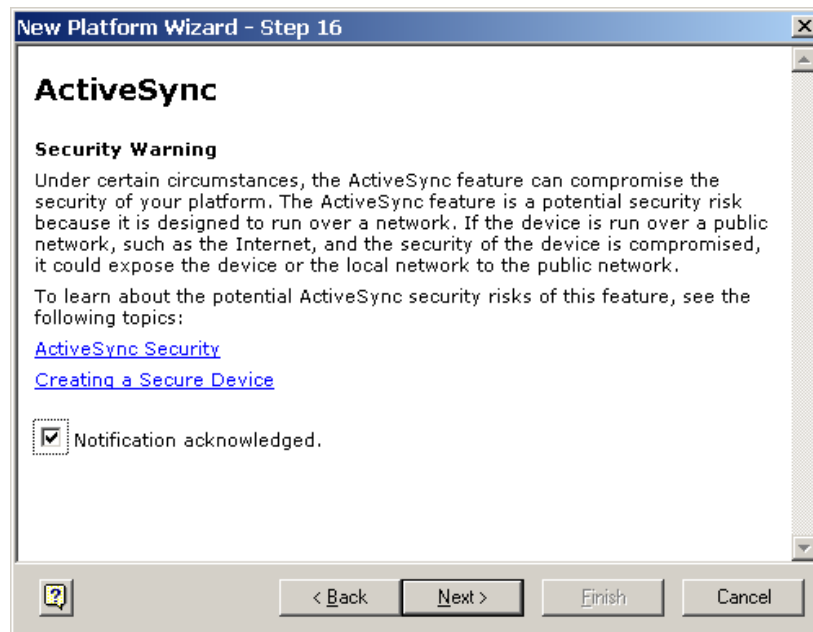 New Platform Wizard - Step 16
ActiveSync
Security Warning
Under certain circumstances, the ActiveSync feature can compromise the
security of your platform. The ActiveSync feature is a potential security risk
because it is designed to run over a network. If the device is run over a public
network, such as the Internet, and the security of the device is compromised,
it could expose the device or the local network to the public network.
To learn about the potential ActiveSync security risks of this feature, see the
following topics:
ActiveSync Security
Creating a Secure Device
Notification acknowledged.
< Back Next > Finish Cancel